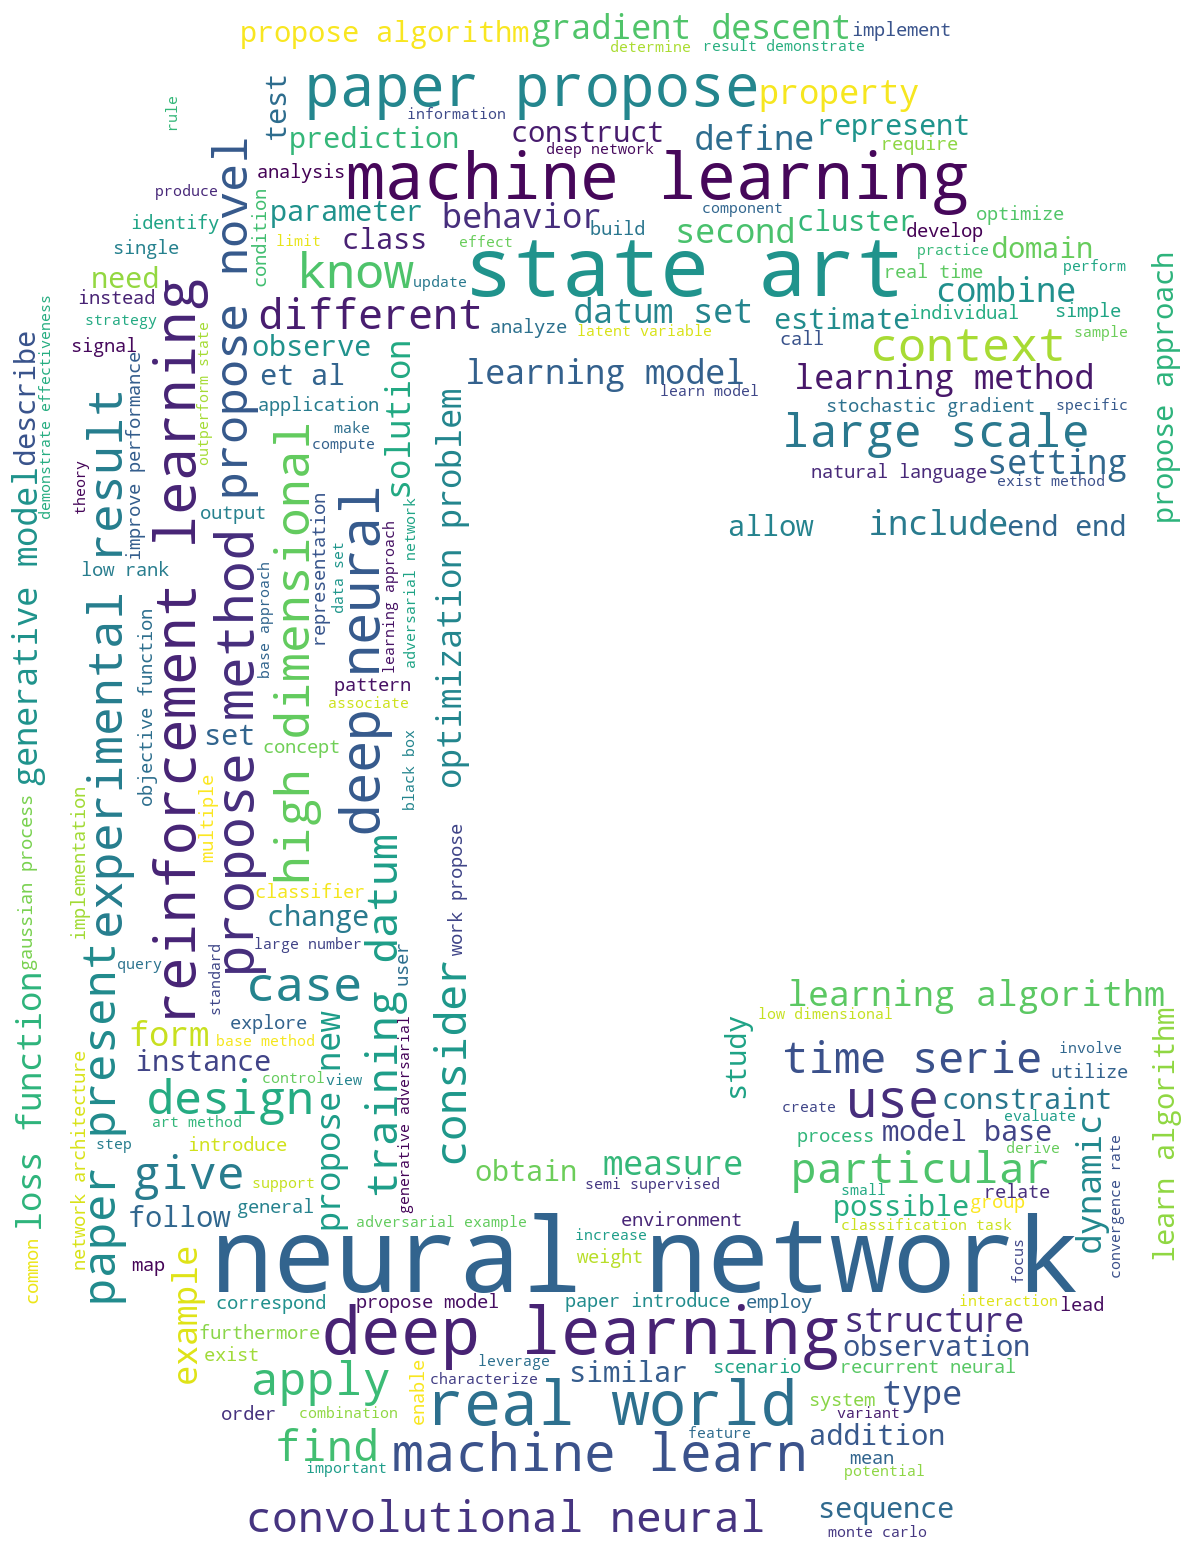 propose algorithm
gradient descent
implement
determine
result demonstrate
paper propose
property
test
information
rule
prediction
construct
define
represent
require
deep network
analysis
machine learning
produce
novel
condition
identify
parameter
behavior
build
component
second
cluster
optimize
develop
single
limit
class
effect
practice
domain
need
know
update
state art
real time
perform
propose approach
instead
different
datum set
combine
strategy
analyze
latent variable
estimate
individual
simple
signal
observe
call
context
sample
demonstrate effectiveness
describe
improve performance
reinforcement learning
outperform state
propose novel
et al
solution
learning model
learn model
learning method
application
stochastic gradient
specific
make
compute
large scale
theory
natural language
setting
exist method
experimental result
output
high dimensional
representation
deep neural
optimization problem
allow
include
end end
generative model
low rank
propose method
base approach
data set
learning approach
adversarial network
objective function
pattern
associate
set
concept
black box
multiple
gaussian process
implementation
classifier
change
training datum
work propose
large number
query
standard
case
user
consider
learning algorithm
low dimensional
loss function
paper present
form
explore
base method
propose new
generative adversarial
study
time serie
involve
utilize
learn algorithm
instance
control
view
use
constraint
network architecture
design
create
evaluate
art method
process
model base
derive
dynamic
step
introduce
give
support
obtain
measure
semi supervised
particular
small
relate
convergence rate
follow
general
adversarial example
environment
possible
group
increase
classification task
common
map
neural network
weight
focus
example
correspond
propose model
paper introduce
employ
interaction
lead
furthermore
deep learning
structure
exist
leverage
observation
similar
scenario
recurrent neural
apply
enable
characterize
real world
system
type
order
combination
variant
find
machine learn
feature
addition
important
mean
potential
convolutional neural
sequence
monte carlo